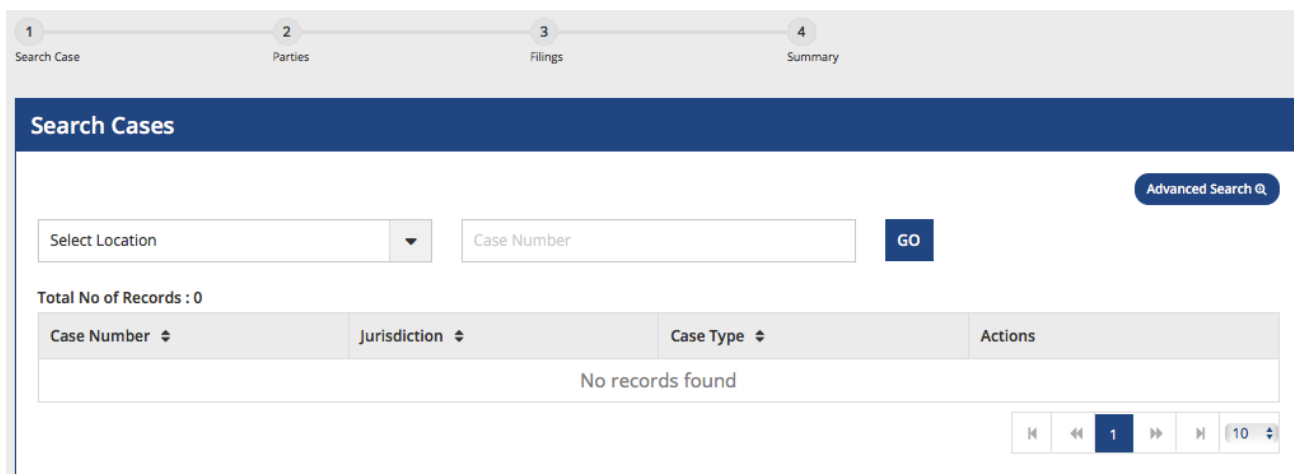 1 2 3 4
Search Case Parties Filings Summary
Search Cases
Advanced Search
Select Location Case Number GO
Total No of Records : 0
Case Number Jurisdiction Case Type Actions
No records found
1 10